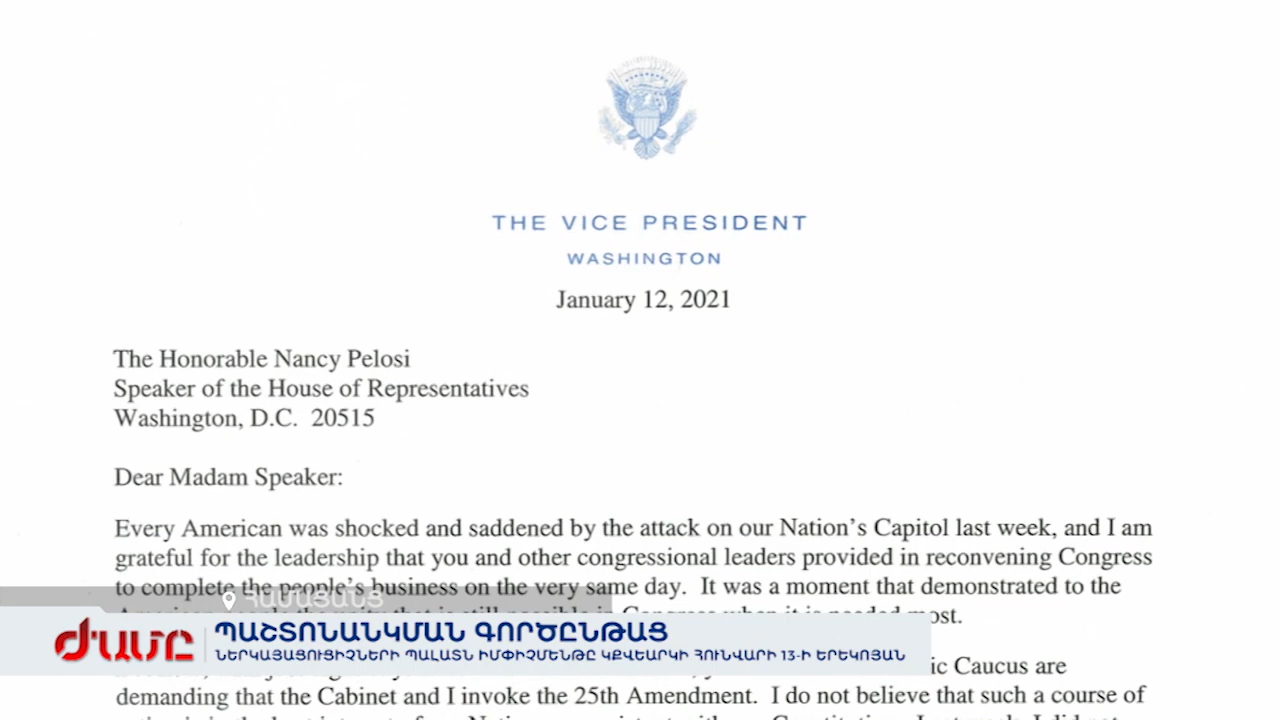 THE VICE PRESIDENT
WASHINGTON
January 12, 2021
The Honorable Nancy Pelosi
Speaker of the House of Representatives
Washington, D.C. 20515
Dear Madam Speaker:
Every American was shocked and saddened by the attack on our Nation's Capitol last week, and I am
grateful for the leadership that you and other congressional leaders provided in reconvening Congress
to complete the people's business on the very same day. It was a moment that demonstrated to the
ՀԱՄԱՑԱՆՑ
most.
ԺԱՄԸ
ՊԱՇՏՈՆԱՆԿՄԱՆ ԳՈՐԾԸՆԹԱՑ
ՆԵՐԿԱՅԱՑՈՒՑԻՉՆԵՐԻ ՊԱԼԱՏՆ ԻՄՓԻՉՄԵՆԹԸ ԿՔՎԵԱՐԿԻ ՀՈՒՆՎԱՐԻ 13-Ի ԵՐԵԿՈՅԱՆ
Caucus are
demanding that the Cabinet and I invoke the 25th Amendment. I do not believe that such a course of